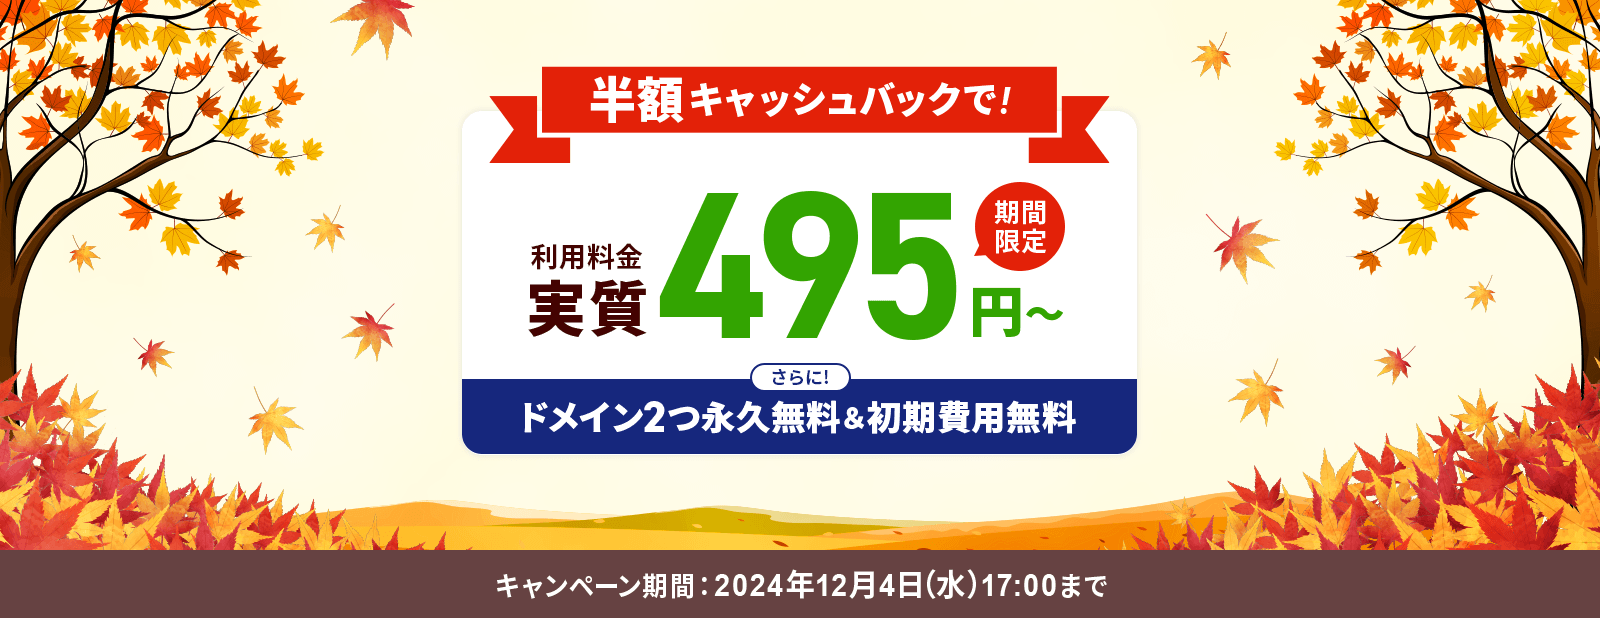 半額キャッシュバックで!
期間
限定
利用料金
実質495円～
さらに!
ドメイン2つ永久無料&初期費用無料
キャンペーン期間：2024年12月4日(水)17:00まで